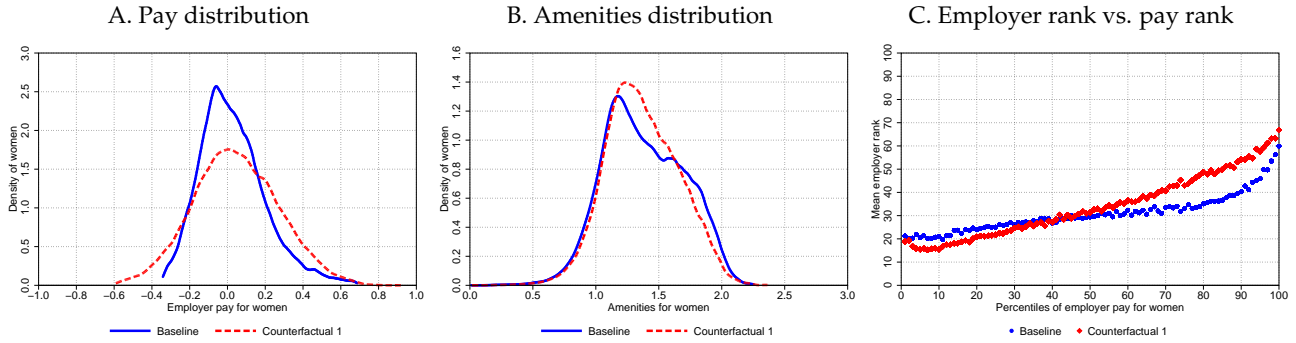 A. Pay distribution
Density of women
3.0
2.5
2.0
1.5
1.0
0.5
0.0
−1.0 −0.8 −0.6 −0.4 −0.2 0.0 0.2 0.4 0.6 0.8 1.0
Employer pay for women
Baseline Counterfactual 1
B. Amenities distribution
Density of women
1.6
1.4
1.2
1.0
0.8
0.6
0.4
0.2
0.0
0.0 0.5 1.0 1.5 2.0 2.5 3.0
Amenities for women
Baseline Counterfactual 1
C. Employer rank vs. pay rank
Mean employer rank
100
90
80
70
60
50
40
30
20
10
0
0 10 20 30 40 50 60 70 80 90 100
Percentiles of employer pay for women
Baseline Counterfactual 1